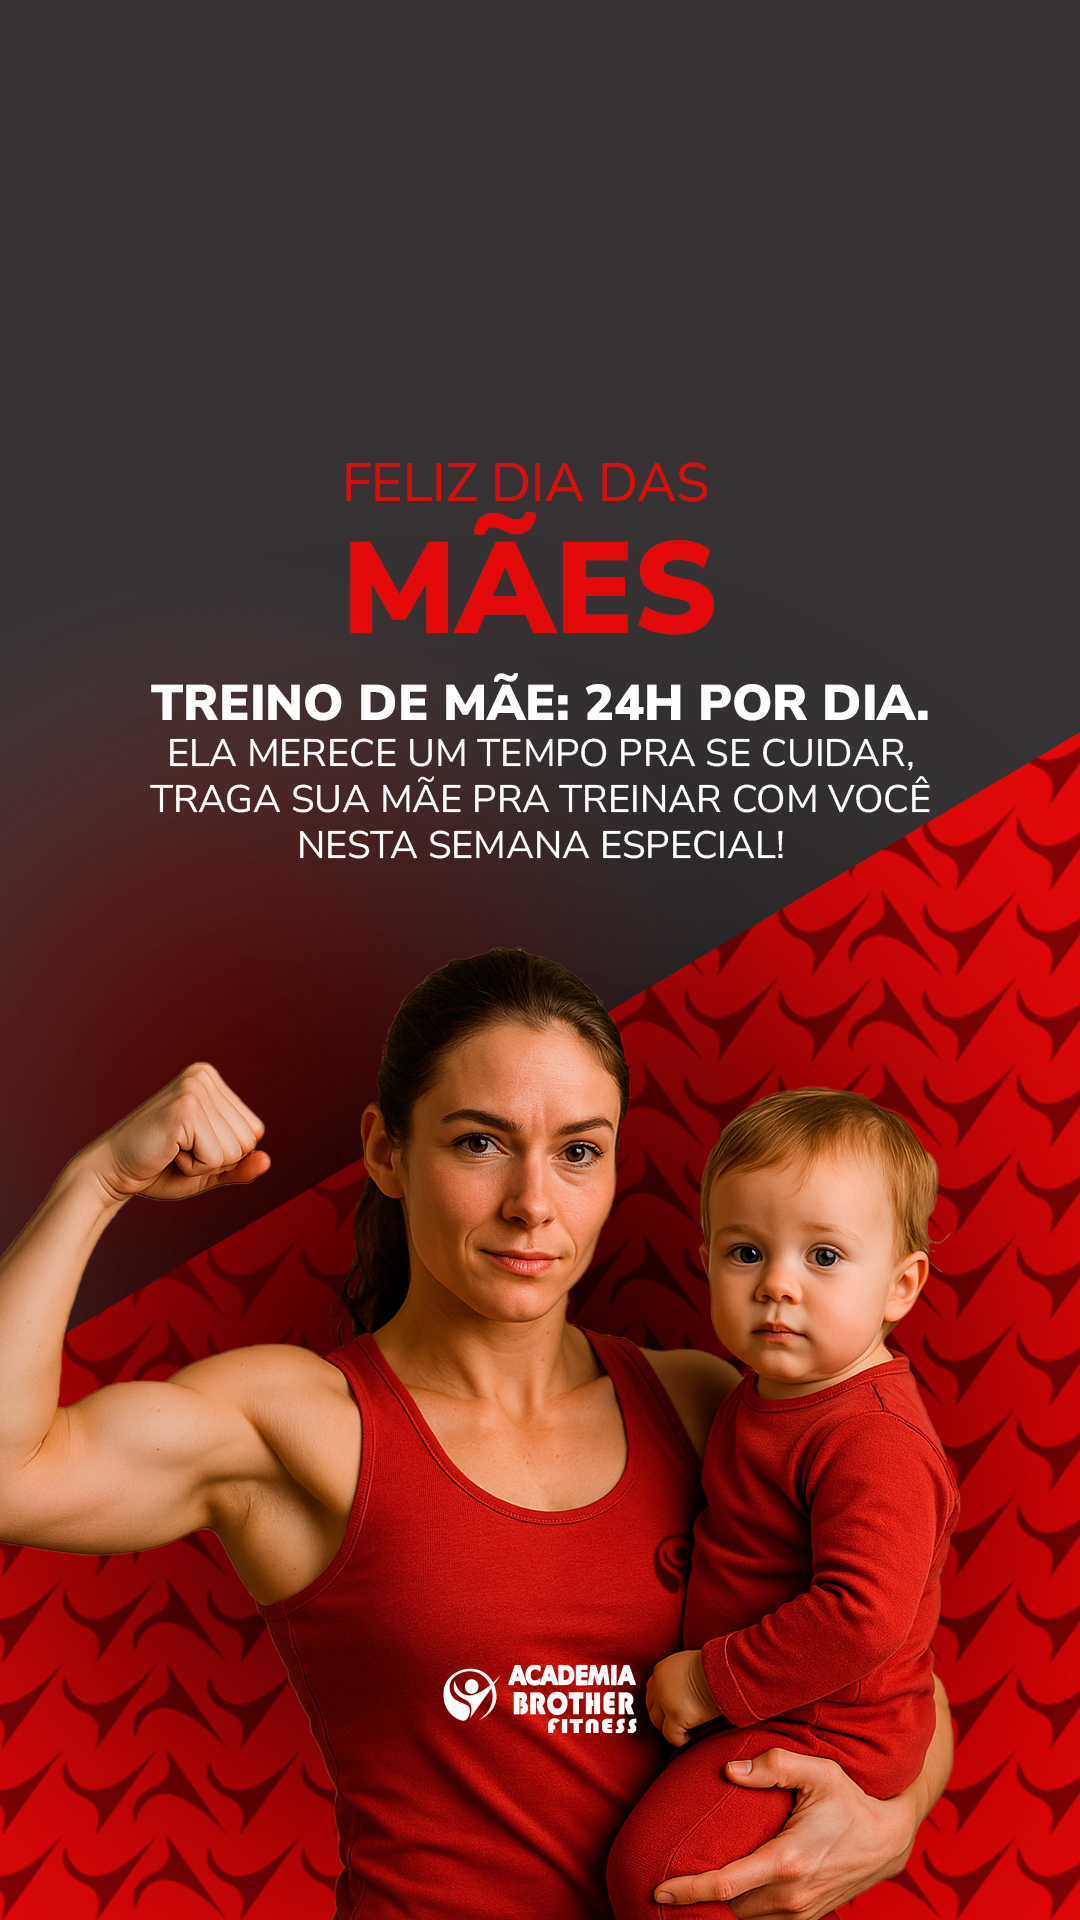 FELIZ DIA DAS
MÃES
TREINO DE MÃE: 24H POR DIA.
ELA MERECE UM TEMPO PRA SE CUIDAR,
TRAGA SUA MÃE PRA TREINAR COM VOCÊ
NESTA SEMANA ESPECIAL!
ACADEMIA
BROTHER
FITNESS